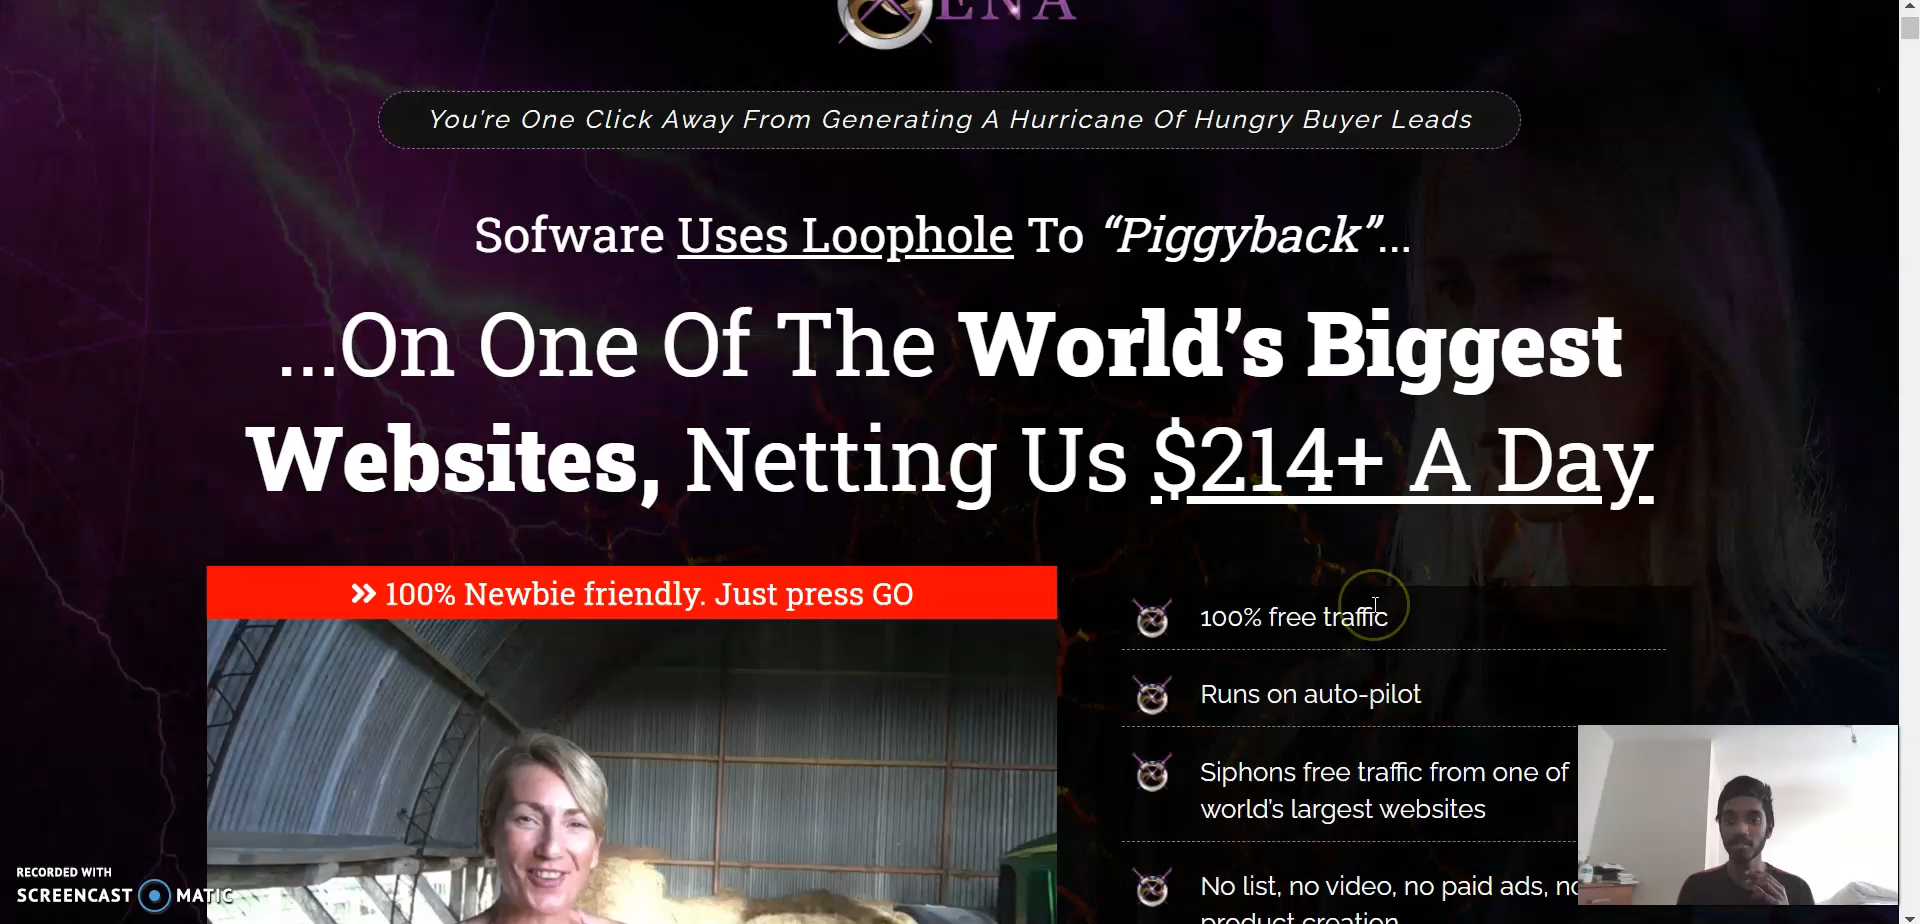 ENA
You're One Click Away From Generating A Hurricane Of Hungry Buyer Leads
Sofware Uses Loophole To “Piggyback”...
...On One Of The World’s Biggest
Websites, Netting Us $214+ A Day
» 100% Newbie friendly. Just press GO
100% free traffic
Runs on auto-pilot
Siphons free traffic from one of
world's largest websites
No list, no video, no paid ads, no
product creation
RECORDED WITH
SCREENCAST MATIC